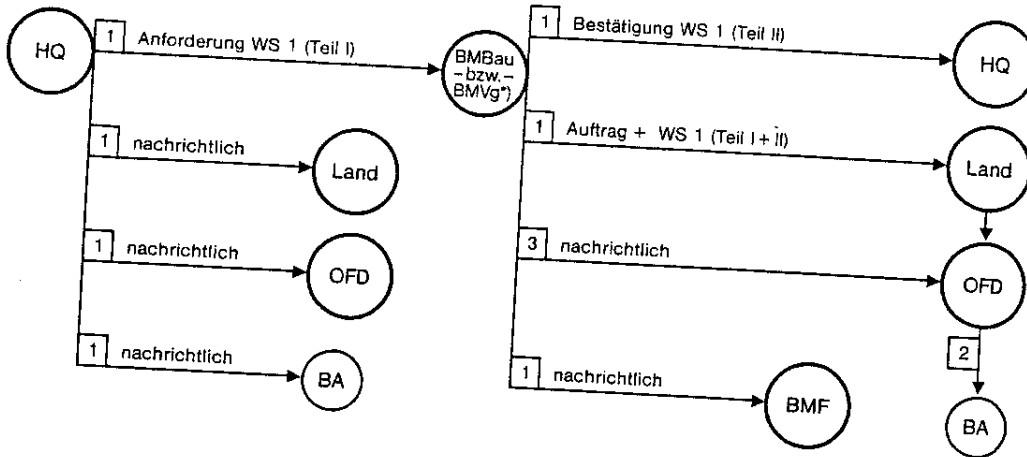 HQ
1 Anforderung WS 1 (Teil I)
BMBau
-bzw.-
BMVg*)
1 Bestätigung WS 1 (Teil II)
HQ
1 nachrichtlich
Land
1 Auftrag + WS 1 (Teil I + II)
Land
1 nachrichtlich
OFD
3 nachrichtlich
OFD
1 nachrichtlich
BA
1 nachrichtlich
BMF
2
BA